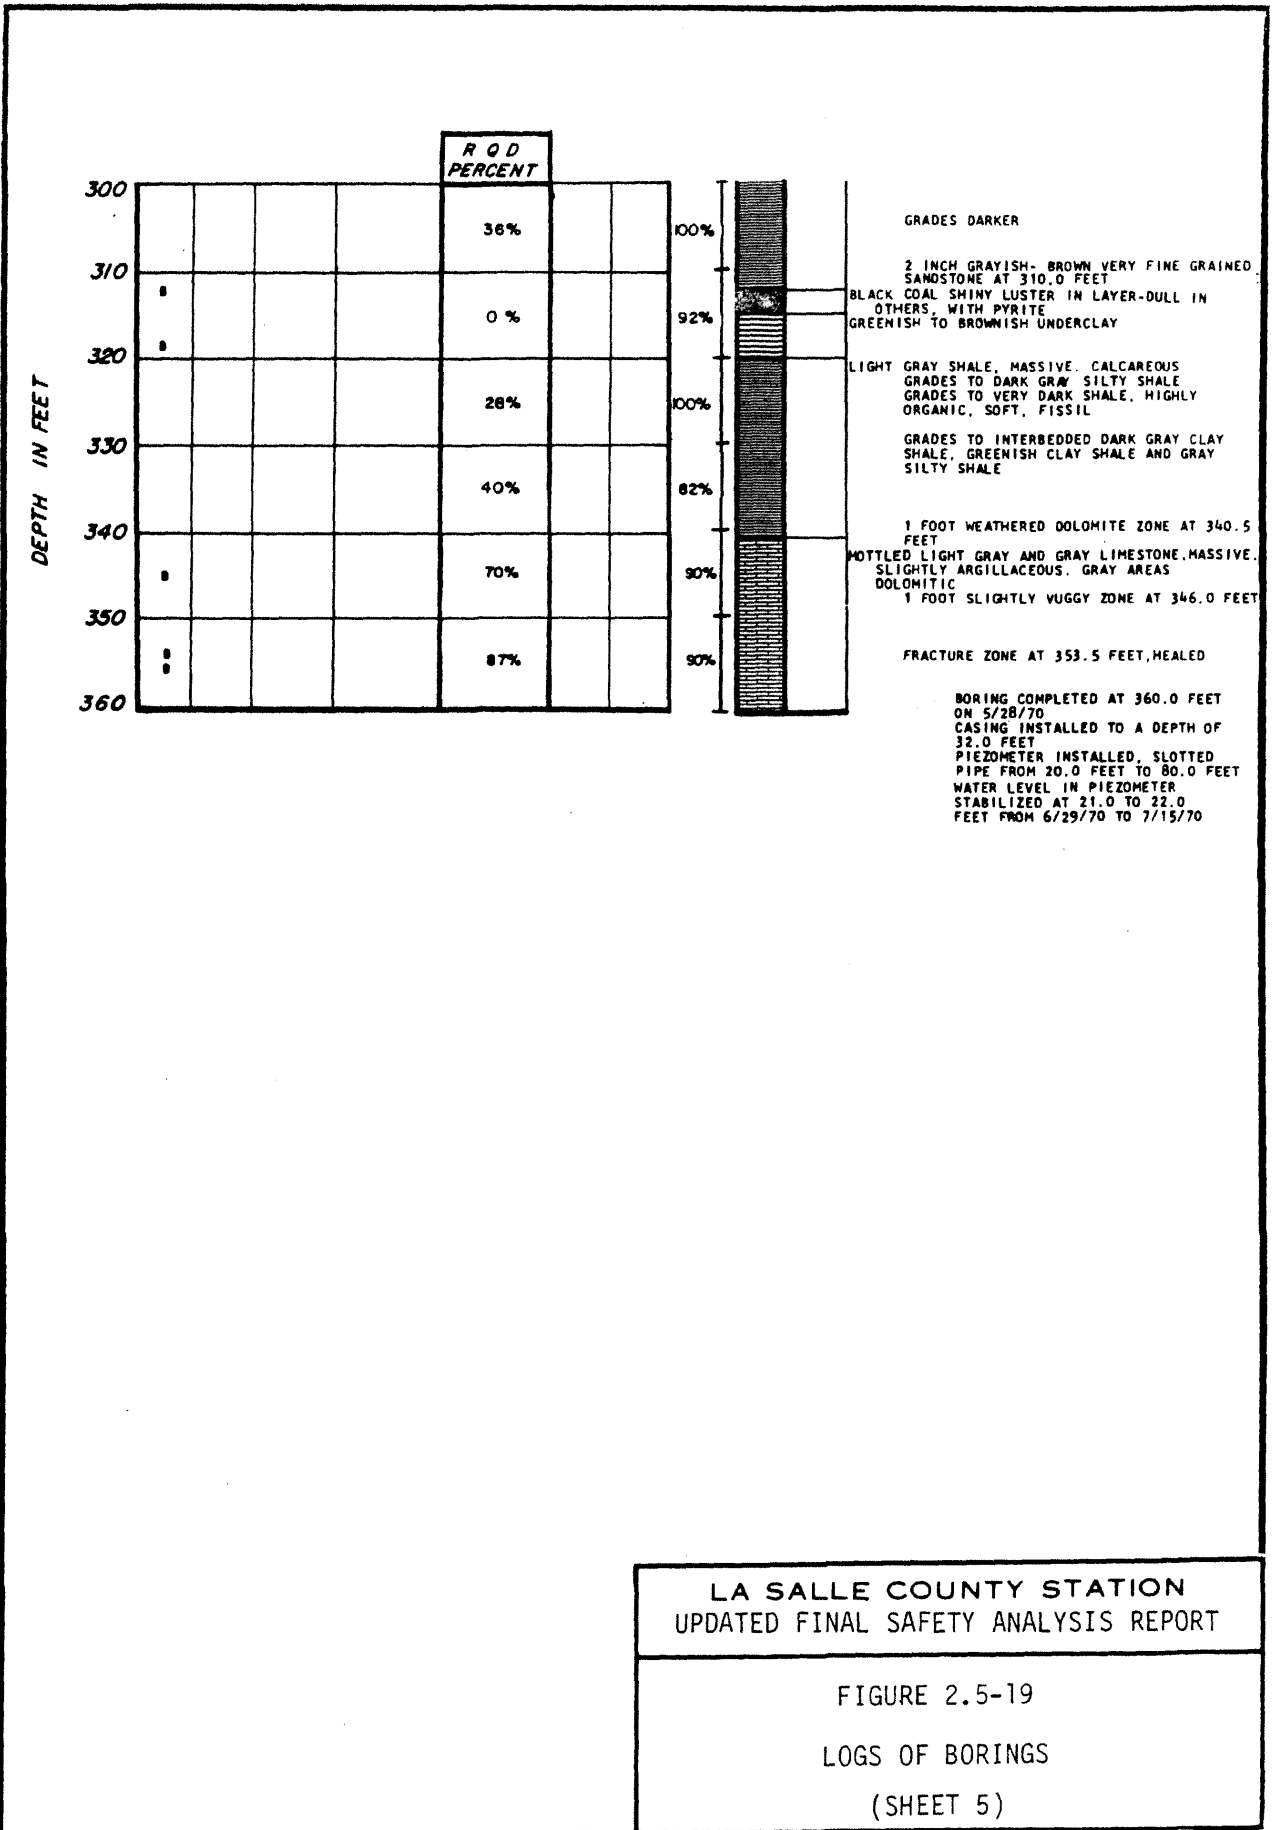 R Q D
PERCENT
300
36%
100%
GRADES DARKER
310
2 INCH GRAYISH- BROWN VERY FINE GRAINED
SANDSTONE AT 310.0 FEET
BLACK COAL SHINY LUSTER IN LAYER-DULL IN
OTHERS, WITH PYRITE
0 %
92%
GREENISH TO BROWNISH UNDERCLAY
320
LIGHT GRAY SHALE, MASSIVE. CALCAREOUS
GRADES TO DARK GRAY SILTY SHALE
GRADES TO VERY DARK SHALE, HIGHLY
ORGANIC, SOFT, FISSIL
28%
100%
DEPTH IN FEET
330
GRADES TO INTERBEDDED DARK GRAY CLAY
SHALE, GREENISH CLAY SHALE AND GRAY
SILTY SHALE
40%
82%
340
1 FOOT WEATHERED DOLOMITE ZONE AT 340.5
FEET
MOTTLED LIGHT GRAY AND GRAY LIMESTONE, MASSIVE.
SLIGHTLY ARGILLACEOUS. GRAY AREAS
DOLOMITIC
70%
90%
1 FOOT SLIGHTLY VUGGY ZONE AT 346.0 FEET
350
87%
90%
FRACTURE ZONE AT 353.5 FEET, HEALED
360
BORING COMPLETED AT 360.0 FEET
ON 5/28/70
CASING INSTALLED TO A DEPTH OF
32.0 FEET
PIEZOMETER INSTALLED, SLOTTED
PIPE FROM 20.0 FEET TO 80.0 FEET
WATER LEVEL IN PIEZOMETER
STABILIZED AT 21.0 TO 22.0
FEET FROM 6/29/70 TO 7/15/70
LA SALLE COUNTY STATION
UPDATED FINAL SAFETY ANALYSIS REPORT
FIGURE 2.5-19
LOGS OF BORINGS
(SHEET 5)